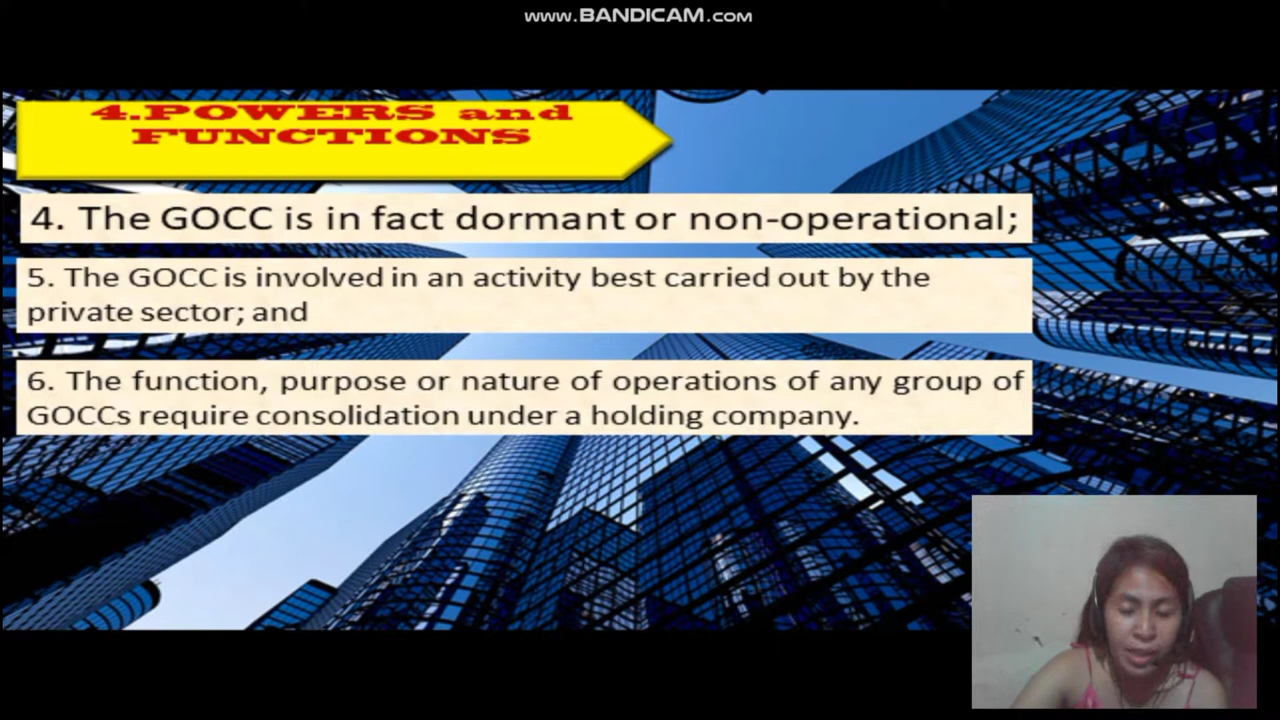 www.BANDICAM.com
4.POWERS and
FUNCTIONS
4. The GOCC is in fact dormant or non-operational;
5. The GOCC is involved in an activity best carried out by the
private sector; and
6. The function, purpose or nature of operations of any group of
GOCCs require consolidation under a holding company.